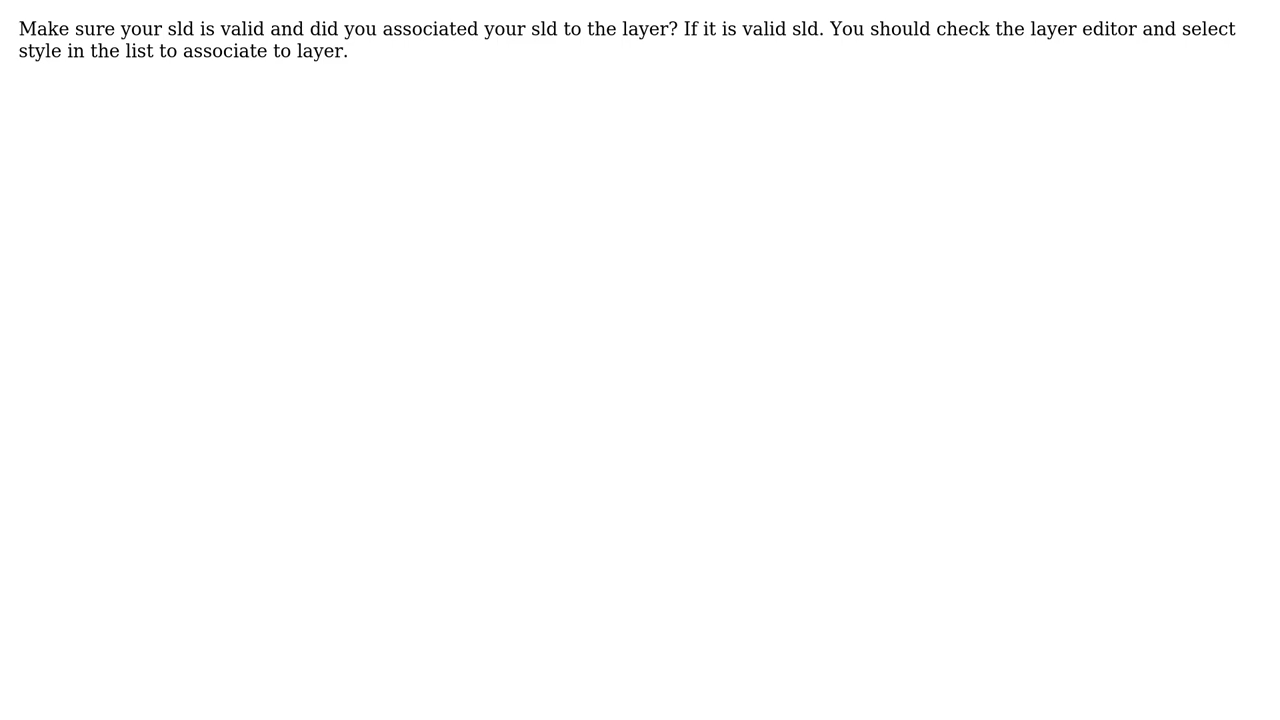 Make sure your sld is valid and did you associated your sld to the layer? If it is valid sld. You should check the layer editor and select
style in the list to associate to layer.